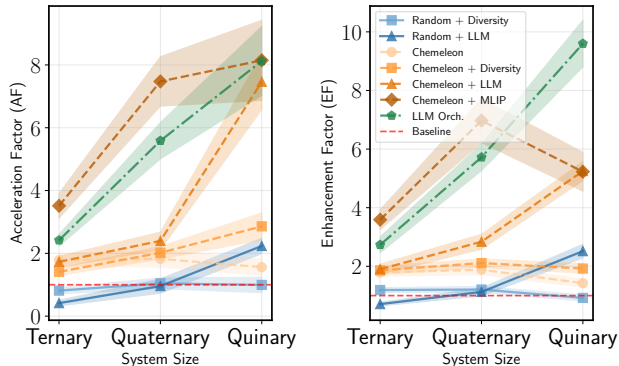 Acceleration Factor (AF)
8
6
4
2
0
Ternary Quaternary Quinary
System Size
Enhancement Factor (EF)
10
8
6
4
2
Random + Diversity
Random + LLM
Chemeleon
Chemeleon + Diversity
Chemeleon + LLM
Chemeleon + MLIP
LLM Orch.
Baseline
Ternary Quaternary Quinary
System Size